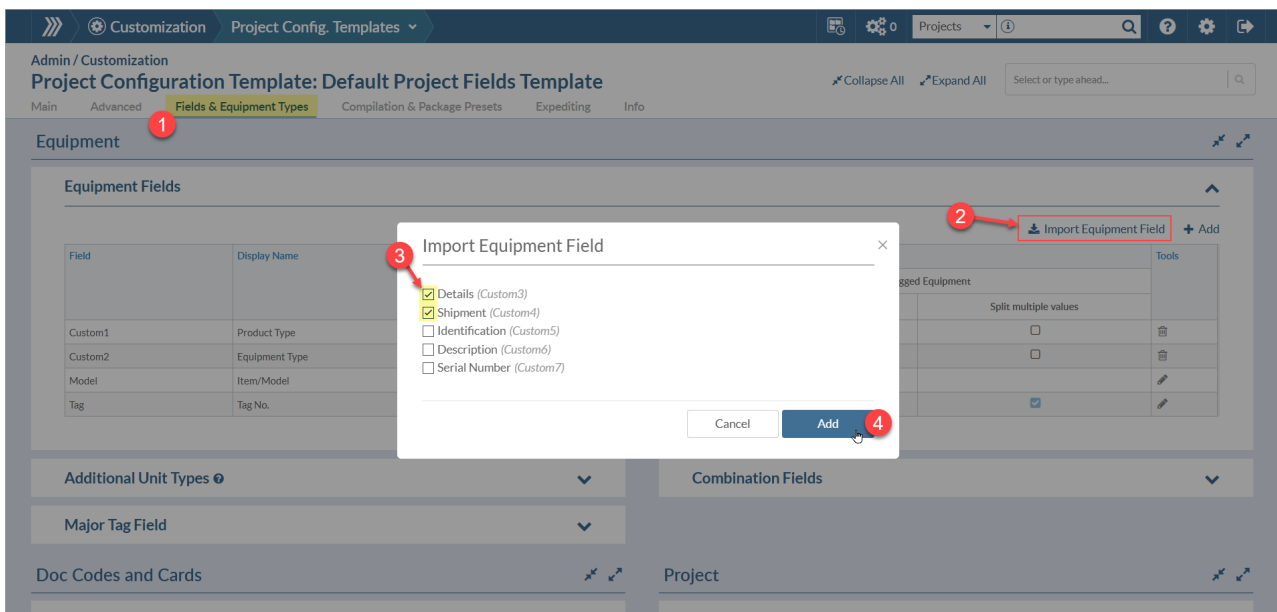 Customization
Project Config. Templates
0
Projects
Admin / Customization
Project Configuration Template: Default Project Fields Template
Collapse All
Expand All
Select or type ahead...
Main
Advanced
Fields & Equipment Types
Compilation & Package Presets
Expediting
Info
1
Equipment
Equipment Fields
2
Import Equipment Field
Add
Field
Display Name
Tools
gged Equipment
Split multiple values
Custom1
Product Type
Custom2
Equipment Type
Model
Item/Model
Tag
Tag No.
Import Equipment Field
×
3
Details (Custom3)
Shipment (Custom4)
Identification (Custom5)
Description (Custom6)
Serial Number (Custom7)
Cancel
Add
4
Additional Unit Types
Combination Fields
Major Tag Field
Doc Codes and Cards
Project